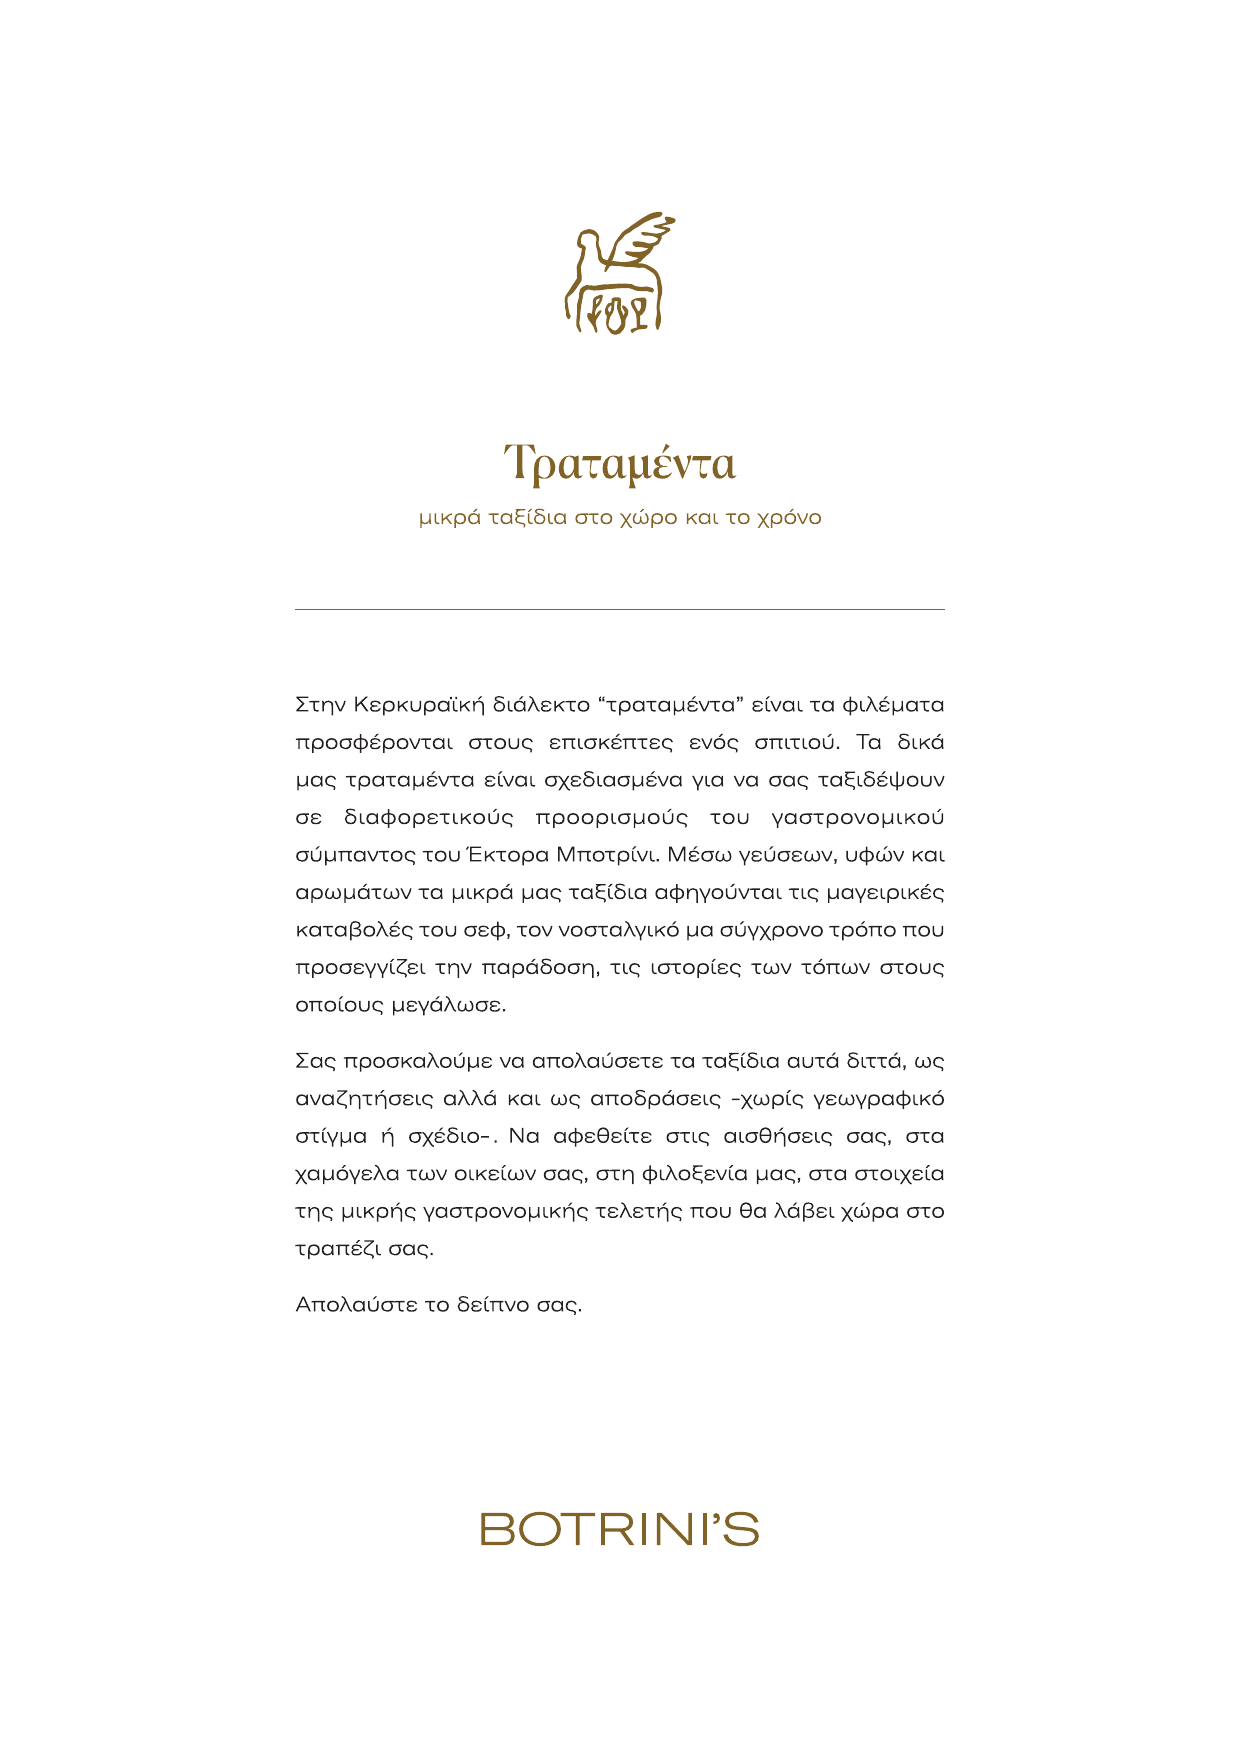 Τραταμέντα
μικρά ταξίδια στο χώρο και το χρόνο
Στην Κερκυραϊκή διάλεκτο “τραταμέντα” είναι τα φιλέματα
προσφέρονται στους επισκέπτες ενός σπιτιού. Τα δικά
μας τραταμέντα είναι σχεδιασμένα για να σας ταξιδέψουν
σε διαφορετικούς προορισμούς του γαστρονομικού
σύμπαντος του Έκτορα Μποτρίνι. Μέσω γεύσεων, υφών και
αρωμάτων τα μικρά μας ταξίδια αφηγούνται τις μαγειρικές
καταβολές του σεφ, τον νοσταλγικό μα σύγχρονο τρόπο που
προσεγγίζει την παράδοση, τις ιστορίες των τόπων στους
οποίους μεγάλωσε.
Σας προσκαλούμε να απολαύσετε τα ταξίδια αυτά διττά, ως
αναζητήσεις αλλά και ως αποδράσεις -χωρίς γεωγραφικό
στίγμα ή σχέδιο-. Να αφεθείτε στις αισθήσεις σας, στα
χαμόγελα των οικείων σας, στη φιλοξενία μας, στα στοιχεία
της μικρής γαστρονομικής τελετής που θα λάβει χώρα στο
τραπέζι σας.
Απολαύστε το δείπνο σας.
BOTRINI’S